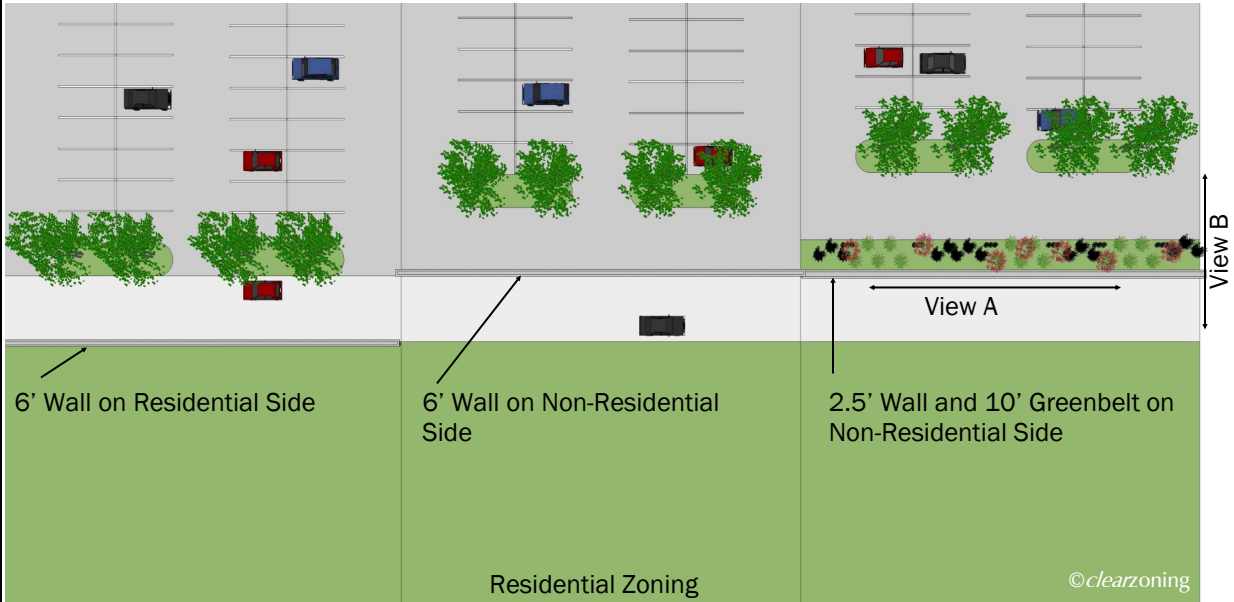 View B
View A
6’ Wall on Residential Side
6’ Wall on Non-Residential
Side
2.5’ Wall and 10’ Greenbelt on
Non-Residential Side
Residential Zoning
©clearzoning